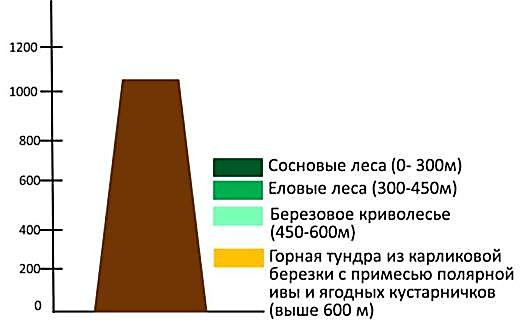 1200
1000
800
600
400
200
0
Сосновые леса (0- 300м)
Еловые леса (300-450м)
Березовое криволесье
(450-600м)
Горная тундра из карликовой
березки с примесью полярной
ивы и ягодных кустарничков
(выше 600 м)